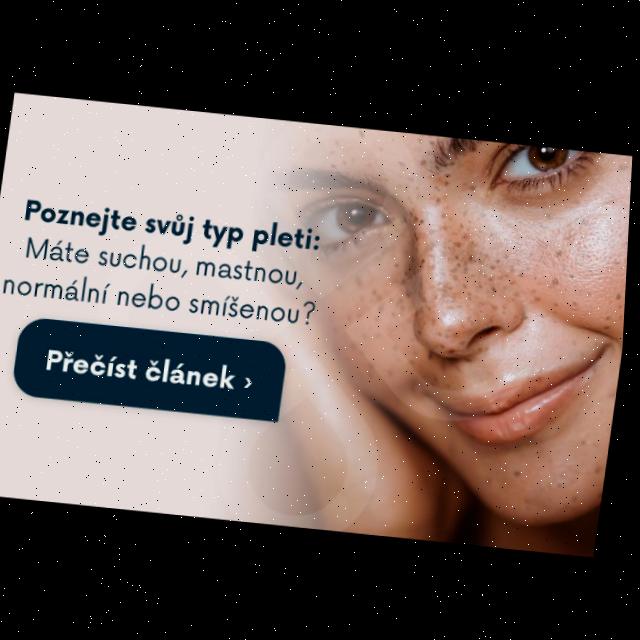 Poznejte svůj typ pleti:
Máte suchou, mastnou,
normální nebo smíšenou?
Přečíst článek ›